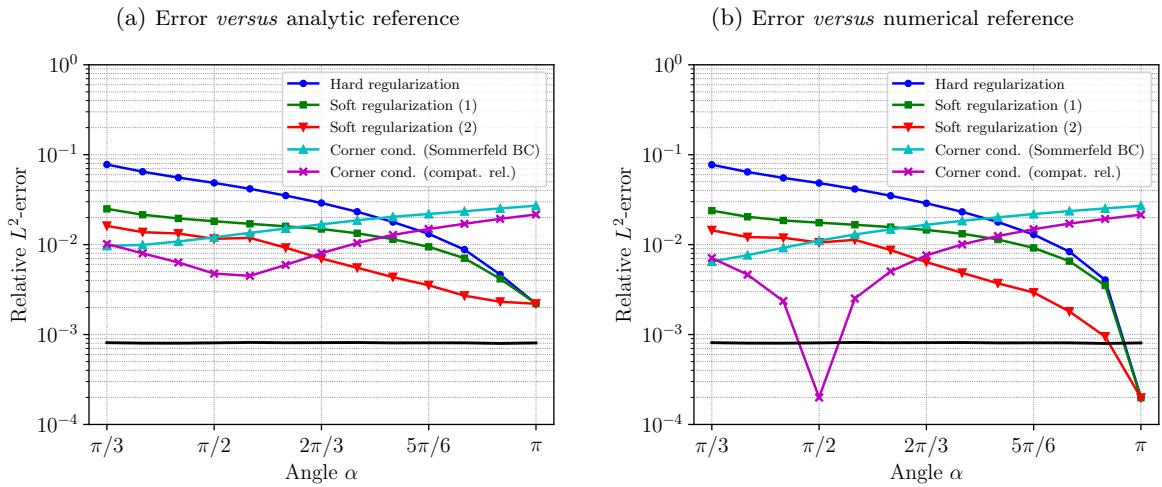 (a) Error versus analytic reference
10^0
10^{-1}
10^{-2}
10^{-3}
10^{-4}
Relative L^2-error
Hard regularization
Soft regularization (1)
Soft regularization (2)
Corner cond. (Sommerfeld BC)
Corner cond. (compat. rel.)
π/3
π/2
2π/3
5π/6
π
Angle α
(b) Error versus numerical reference
10^0
10^{-1}
10^{-2}
10^{-3}
10^{-4}
Relative L^2-error
Hard regularization
Soft regularization (1)
Soft regularization (2)
Corner cond. (Sommerfeld BC)
Corner cond. (compat. rel.)
π/3
π/2
2π/3
5π/6
π
Angle α